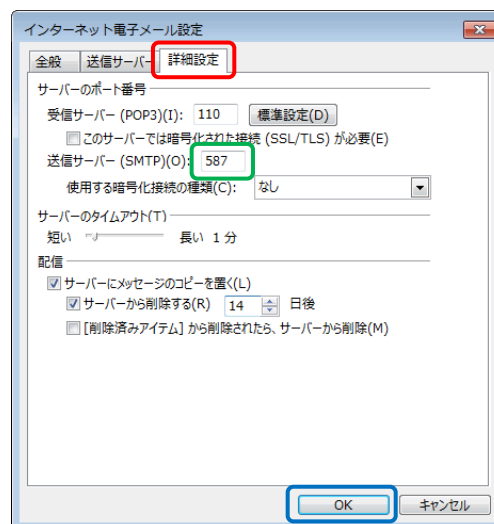 インターネット電子メール設定
全般 送信サーバー 詳細設定
サーバーのポート番号
受信サーバー (POP3)(I): 110 標準設定(D)
このサーバーでは暗号化された接続 (SSL/TLS) が必要(E)
送信サーバー (SMTP)(O): 587
使用する暗号化接続の種類(C): なし
サーバーのタイムアウト(T)
短い 長い 1 分
配信
サーバーにメッセージのコピーを置く(L)
サーバーから削除する(R) 14 日後
[削除済みアイテム] から削除されたら、サーバーから削除(M)
OK キャンセル